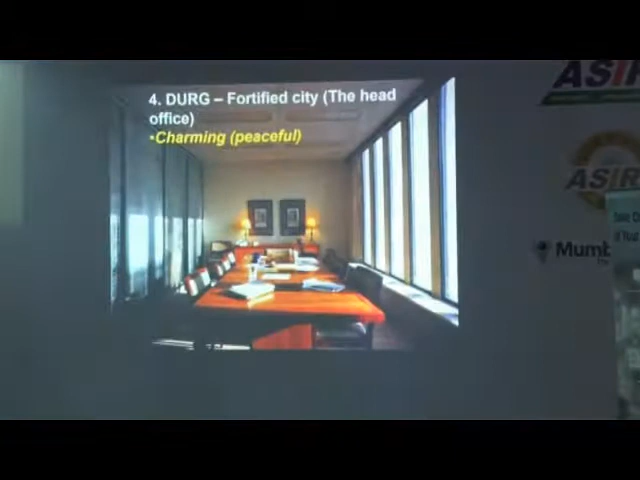 4. DURG – Fortified city (The head
office)
•Charming (peaceful)
ASIR
ASIR
Mumb